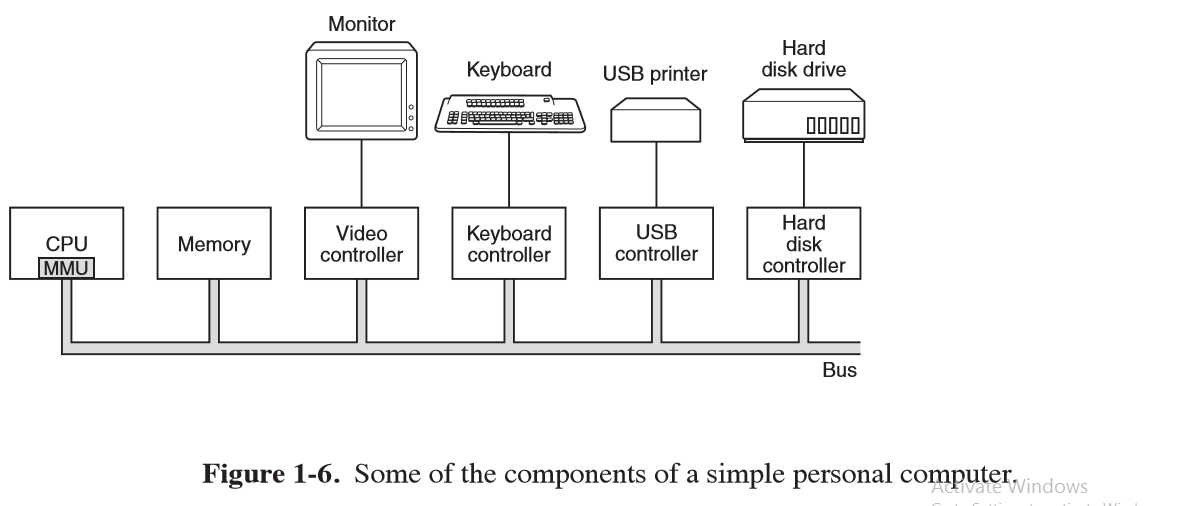 Monitor
Keyboard
USB printer
Hard
disk drive
CPU
MMU
Memory
Video
controller
Keyboard
controller
USB
controller
Hard
disk
controller
Bus
Figure 1-6. Some of the components of a simple personal computer.
Activate Windows